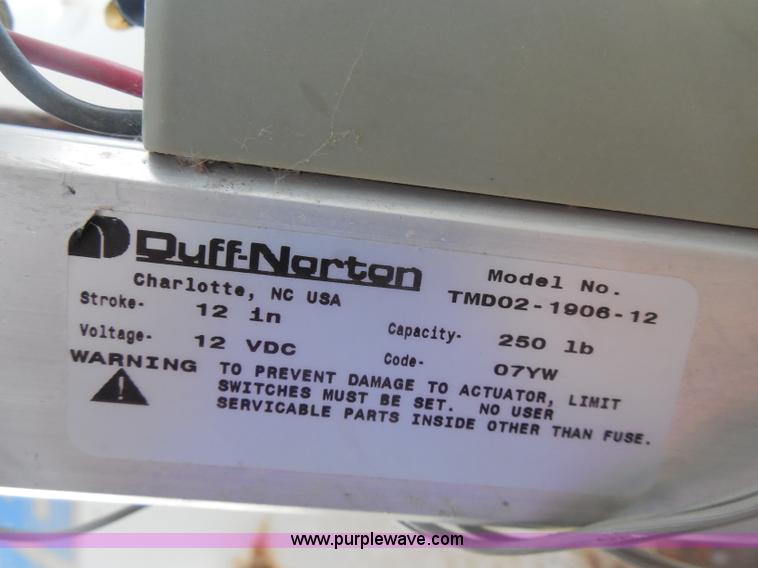 Duff-Norton
Charlotte, NC USA
Model No.
TMD02-1906-12
Stroke- 12 in
Capacity- 250 lb
Voltage- 12 VDC
Code- 07YW
WARNING TO PREVENT DAMAGE TO ACTUATOR, LIMIT
SWITCHES MUST BE SET. NO USER
SERVICABLE PARTS INSIDE OTHER THAN FUSE.
www.purplewave.com